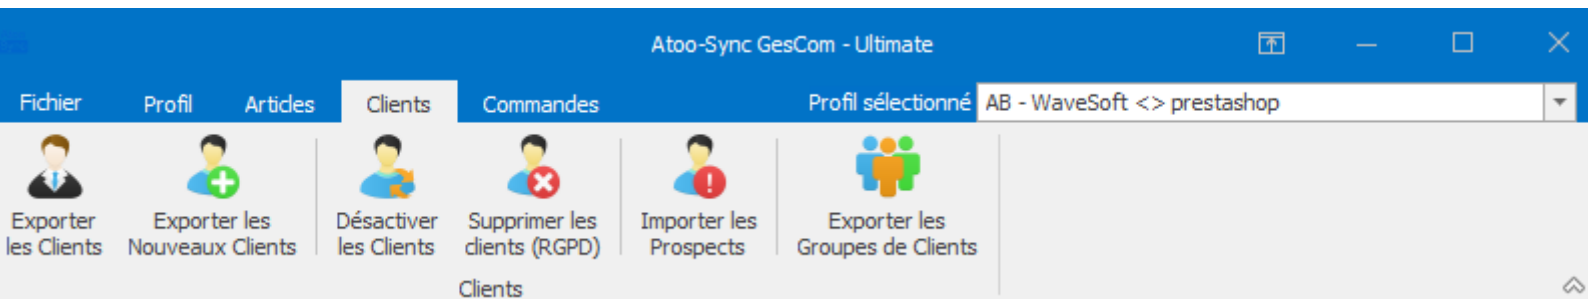 Atoo-Sync GesCom - Ultimate
Fichier Profil Articles Clients Commandes Profil sélectionné AB - WaveSoft <> prestashop
Exporter les Clients
Exporter les Nouveaux Clients
Désactiver les Clients
Supprimer les clients (RGPD)
Importer les Prospects
Exporter les Groupes de Clients
Clients